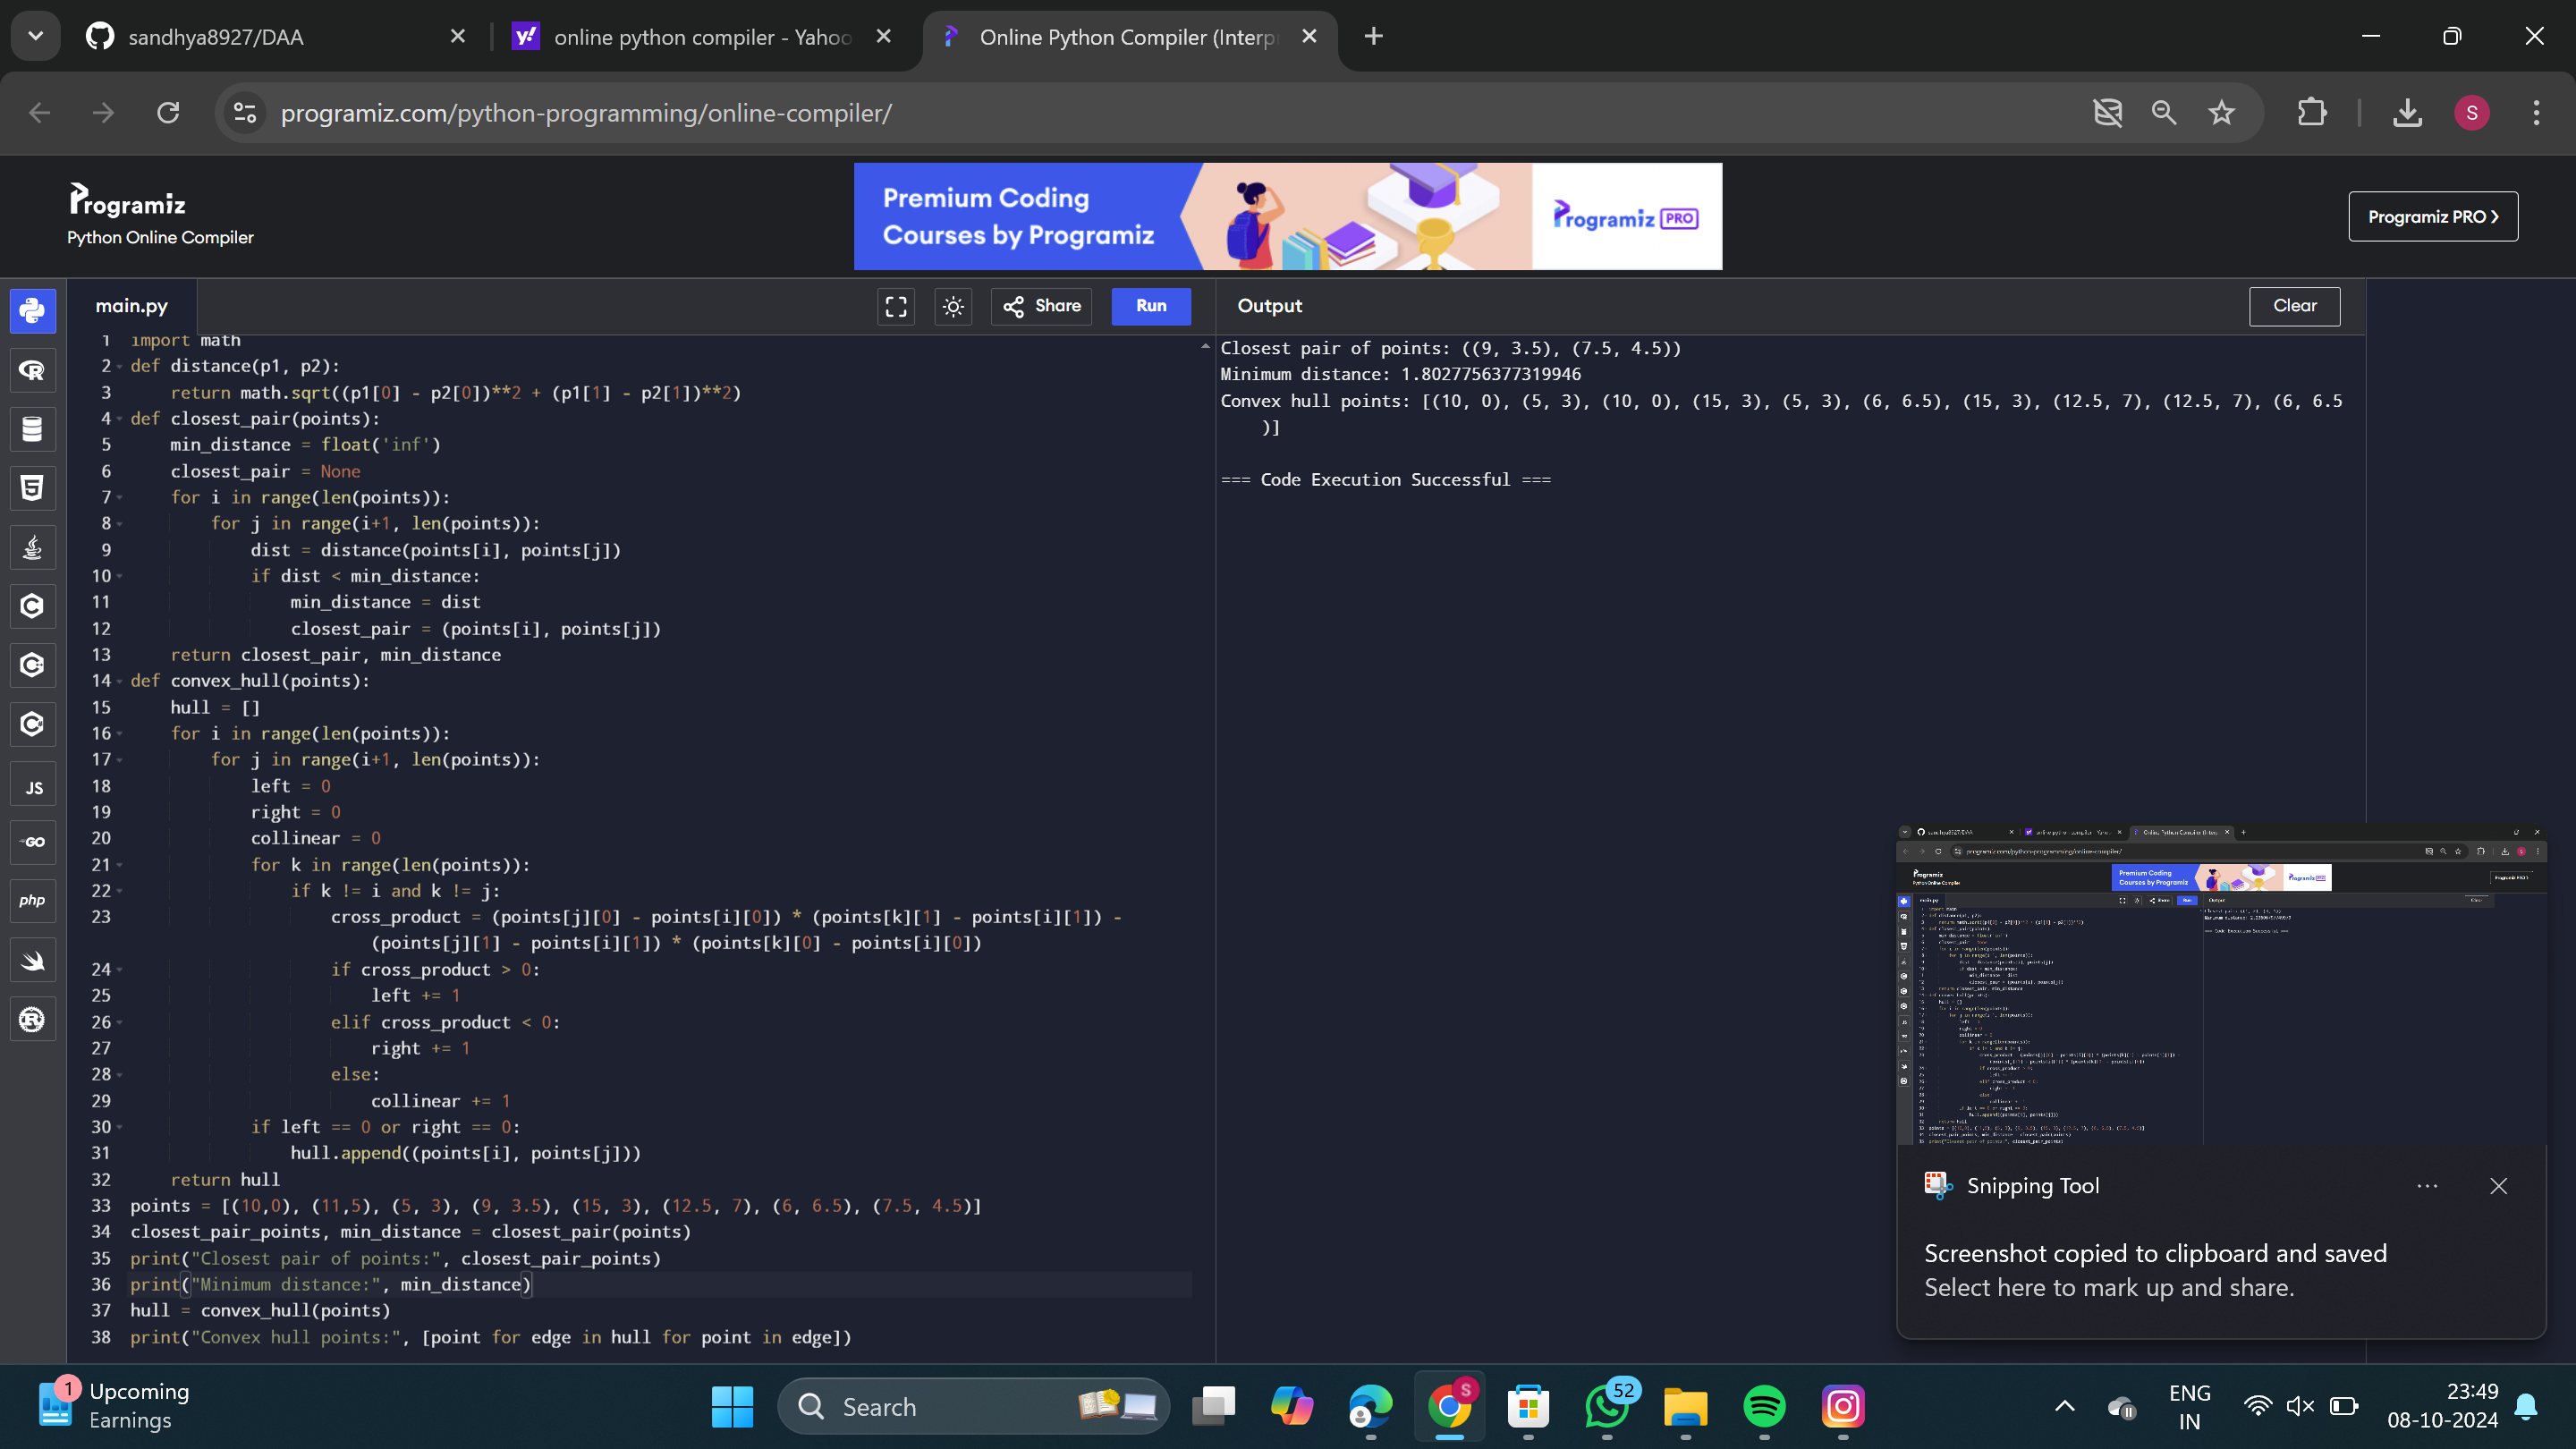 sandhya8927/DAA
online python compiler - Yahoo
Online Python Compiler (Interp
programiz.com/python-programming/online-compiler/
S
Programiz
Python Online Compiler
Premium Coding
Courses by Programiz
Programiz PRO
Programiz PRO
main.py
Share
Run
Output
Clear
1 import math
2 def distance(p1, p2):
3     return math.sqrt((p1[0] - p2[0])**2 + (p1[1] - p2[1])**2)
4 def closest_pair(points):
5     min_distance = float('inf')
6     closest_pair = None
7     for i in range(len(points)):
8         for j in range(i+1, len(points)):
9             dist = distance(points[i], points[j])
10             if dist < min_distance:
11                 min_distance = dist
12                 closest_pair = (points[i], points[j])
13     return closest_pair, min_distance
14 def convex_hull(points):
15     hull = []
16     for i in range(len(points)):
17         for j in range(i+1, len(points)):
18             left = 0
19             right = 0
20             collinear = 0
21             for k in range(len(points)):
22                 if k != i and k != j:
23                     cross_product = (points[j][0] - points[i][0]) * (points[k][1] - points[i][1]) -
(points[j][1] - points[i][1]) * (points[k][0] - points[i][0])
24                     if cross_product > 0:
25                         left += 1
26                     elif cross_product < 0:
27                         right += 1
28                     else:
29                         collinear += 1
30             if left == 0 or right == 0:
31                 hull.append((points[i], points[j]))
32     return hull
33 points = [(10,0), (11,5), (5, 3), (9, 3.5), (15, 3), (12.5, 7), (6, 6.5), (7.5, 4.5)]
34 closest_pair_points, min_distance = closest_pair(points)
35 print("Closest pair of points:", closest_pair_points)
36 print("Minimum distance:", min_distance)
37 hull = convex_hull(points)
38 print("Convex hull points:", [point for edge in hull for point in edge])
Closest pair of points: ((9, 3.5), (7.5, 4.5))
Minimum distance: 1.8027756377319946
Convex hull points: [(10, 0), (5, 3), (10, 0), (15, 3), (5, 3), (6, 6.5), (15, 3), (12.5, 7), (12.5, 7), (6, 6.5
)]
=== Code Execution Successful ===
JS
GO
php
Snipping Tool
Screenshot copied to clipboard and saved
Select here to mark up and share.
1
Upcoming
Earnings
Search
S
52
ENG
IN
23:49
08-10-2024